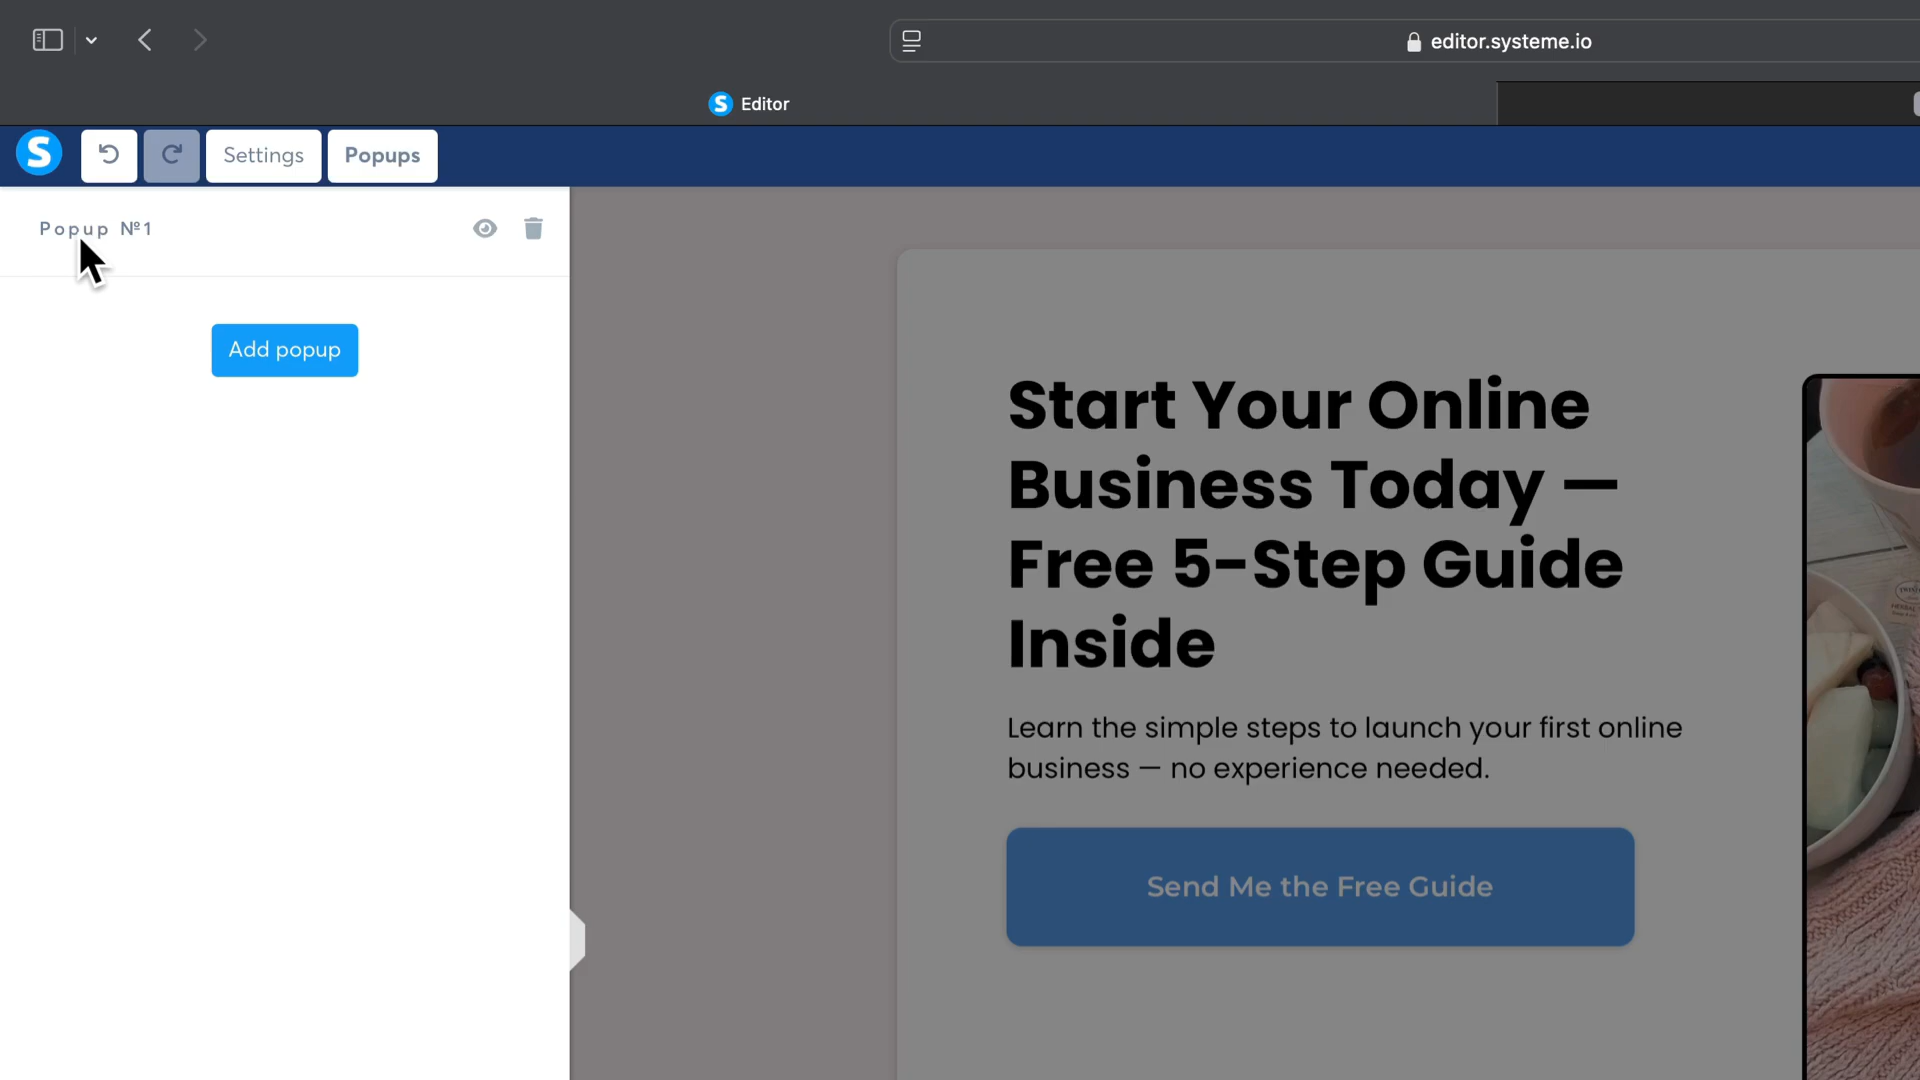 editor.systeme.io
S Editor
S Settings Popups
Popup №1
Add popup
Start Your Online
Business Today —
Free 5-Step Guide
Inside
Learn the simple steps to launch your first online
business — no experience needed.
Send Me the Free Guide